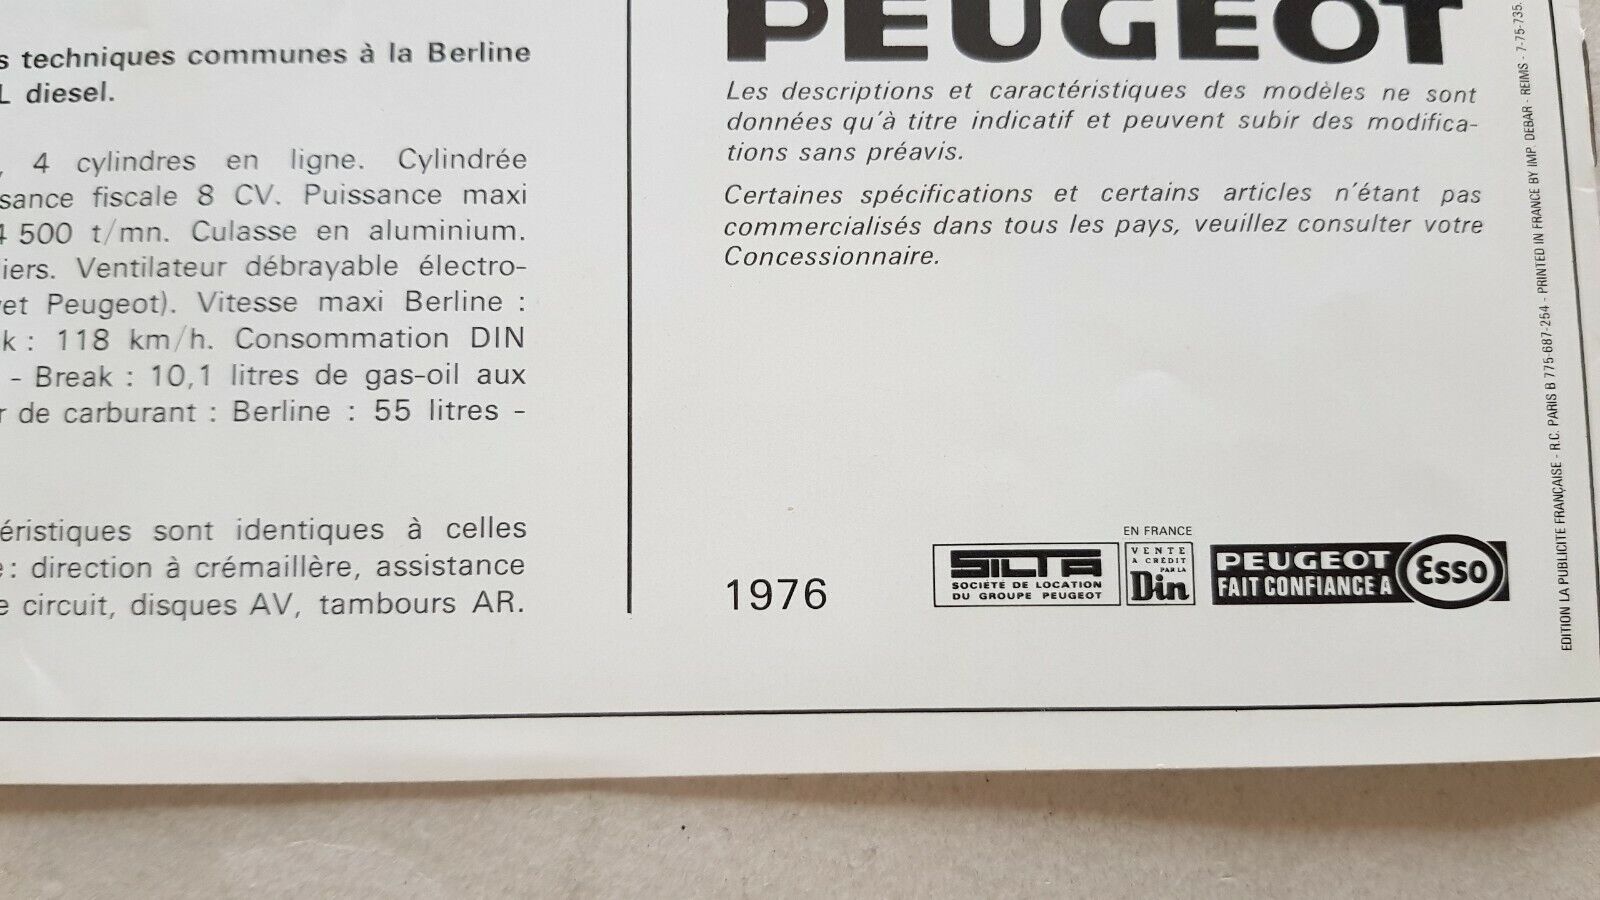 techniques communes à la Berline
diesel.
4 cylindres en ligne. Cylindrée
fiscale 8 CV. Puissance maxi
500 t/mn. Culasse en aluminium.
Ventilateur débrayable électro-
Peugeot). Vitesse maxi Berline :
: 118 km/h. Consommation DIN
- Break : 10,1 litres de gas-oil aux
de carburant : Berline : 55 litres -
sont identiques à celles
: direction à crémaillère, assistance
circuit, disques AV, tambours AR.
PEUGEOT
Les descriptions et caractéristiques des modèles ne sont
données qu'à titre indicatif et peuvent subir des modifica-
tions sans préavis.
Certaines spécifications et certains articles n'étant pas
commercialisés dans tous les pays, veuillez consulter votre
Concessionnaire.
1976
SILTA
SOCIÉTÉ DE LOCATION
DU GROUPE PEUGEOT
EN FRANCE
VENTE
A CRÉDIT
PAR LA
Din
PEUGEOT
FAIT CONFIANCE A
Esso
EDITION LA PUBLICITE FRANÇAISE - R.C. PARIS B 775-687-254 - PRINTED IN FRANCE BY IMP. DEBAR - REIMS - 7-75-735.